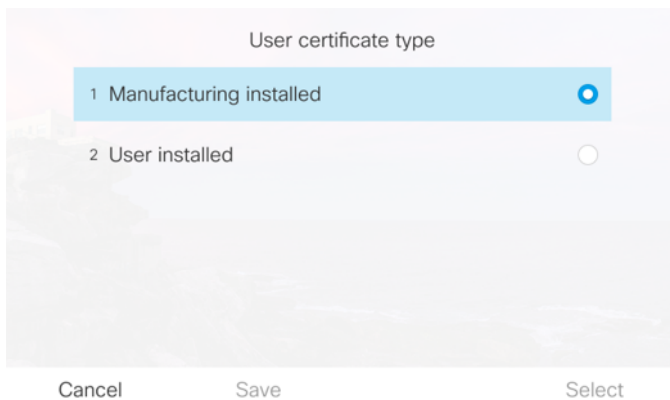 User certificate type
1 Manufacturing installed
2 User installed
Cancel Save Select